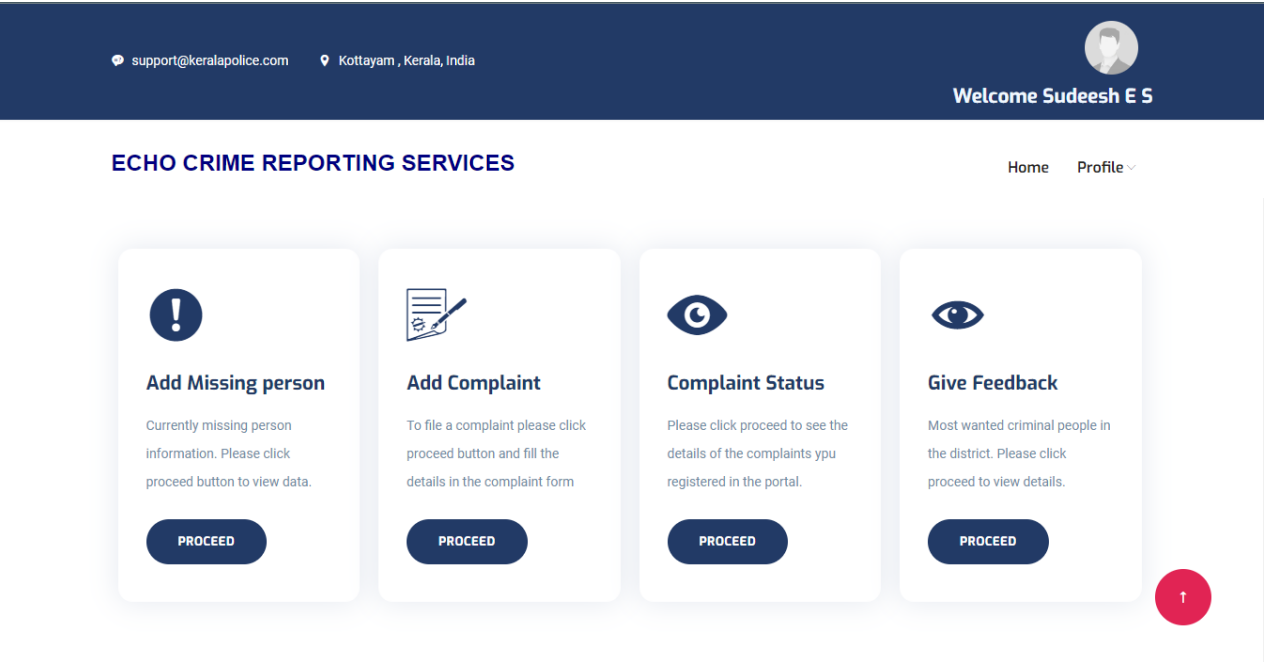 support@keralapolice.com
Kottayam , Kerala, India
Welcome Sudeesh E S
ECHO CRIME REPORTING SERVICES
Home
Profile
Add Missing person
Currently missing person
information. Please click
proceed button to view data.
PROCEED
Add Complaint
To file a complaint please click
proceed button and fill the
details in the complaint form
PROCEED
Complaint Status
Please click proceed to see the
details of the complaints ypu
registered in the portal.
PROCEED
Give Feedback
Most wanted criminal people in
the district. Please click
proceed to view details.
PROCEED